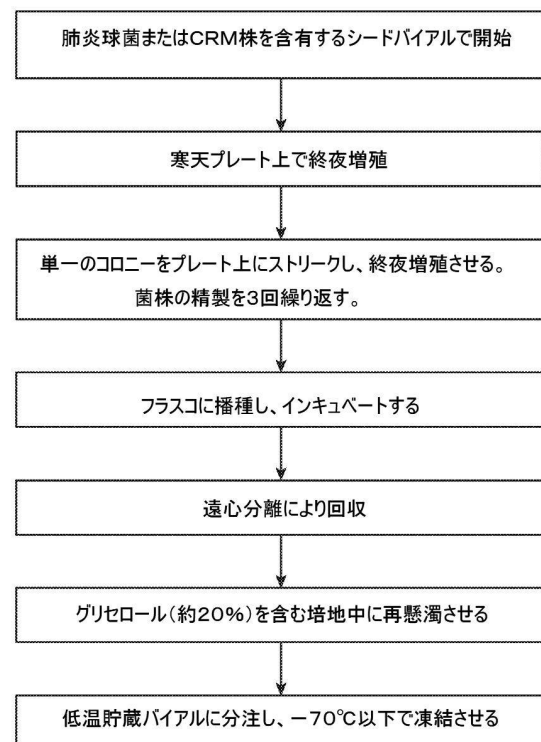 肺炎球菌またはCRM株を含有するシードバイアルで開始
寒天プレート上で終夜増殖
単一のコロニーをプレート上にストリークし、終夜増殖させる。
菌株の精製を3回繰り返す。
フラスコに播種し、インキュベートする
遠心分離により回収
グリセロール(約20%)を含む培地中に再懸濁させる
低温貯蔵バイアルに分注し、－70℃以下で凍結させる